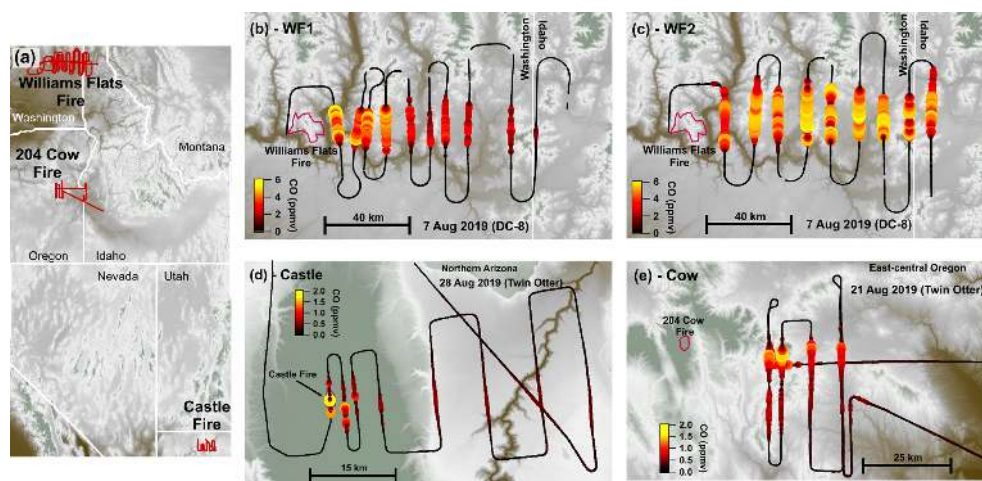 (a)
Williams Flats
Fire
Washington
204 Cow
Fire
Montana
Oregon
Idaho
Nevada
Utah
Castle
Fire
(b) - WF1
Washington
Idaho
Williams Flats
Fire
6
4
2
0
CO (ppmv)
40 km
7 Aug 2019 (DC-8)
(c) - WF2
Washington
Idaho
Williams Flats
Fire
6
4
2
0
CO (ppmv)
40 km
7 Aug 2019 (DC-8)
(d) - Castle
Northern Arizona
28 Aug 2019 (Twin Otter)
2.0
1.5
1.0
0.5
0.0
CO (ppmv)
Castle Fire
15 km
(e) - Cow
East-central Oregon
21 Aug 2019 (Twin Otter)
204 Cow
Fire
2.0
1.5
1.0
0.5
0.0
CO (ppmv)
25 km